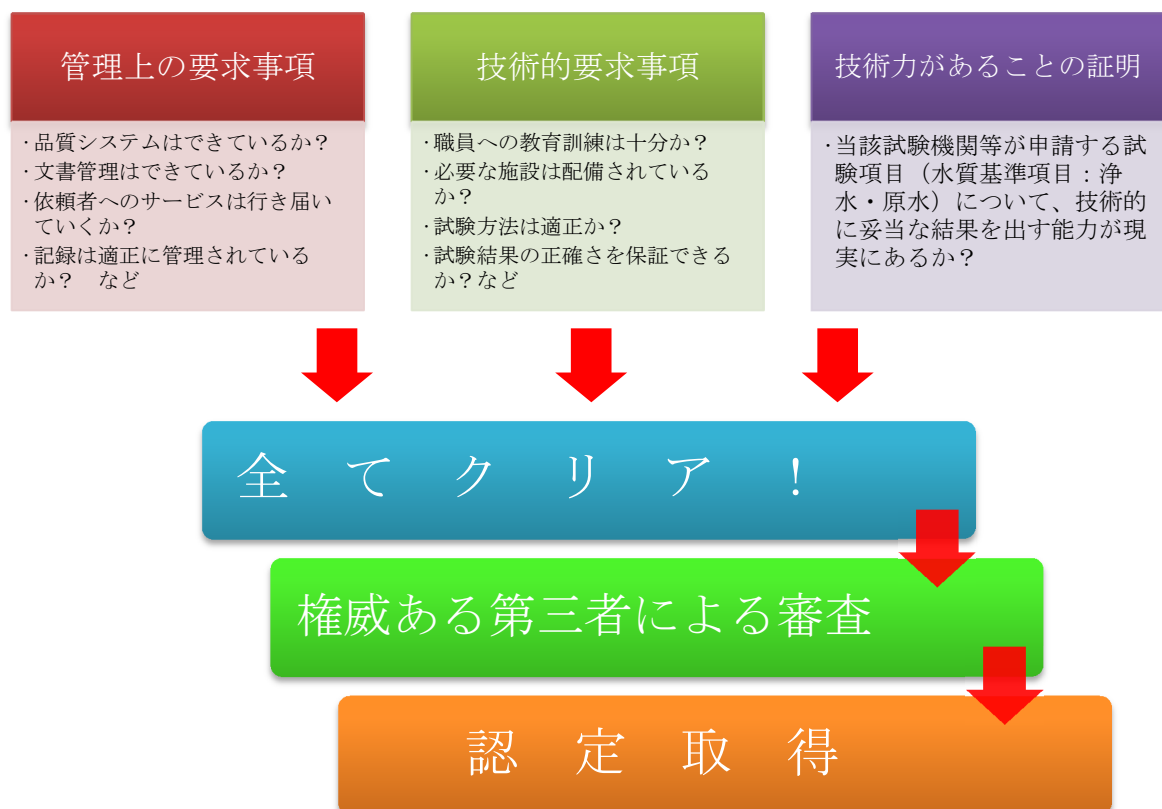 管理上の要求事項
・品質システムはできているか？
・文書管理はできているか？
・依頼者へのサービスは行き届い
ていくか？
・記録は適正に管理されている
か？　など
技術的要求事項
・職員への教育訓練は十分か？
・必要な施設は配備されている
か？
・試験方法は適正か？
・試験結果の正確さを保証できる
か？など
技術力があることの証明
・当該試験機関等が申請する試
験項目（水質基準項目：浄
水・原水）について、技術的
に妥当な結果を出す能力が現
実にあるか？
全てクリア！
権威ある第三者による審査
認定取得